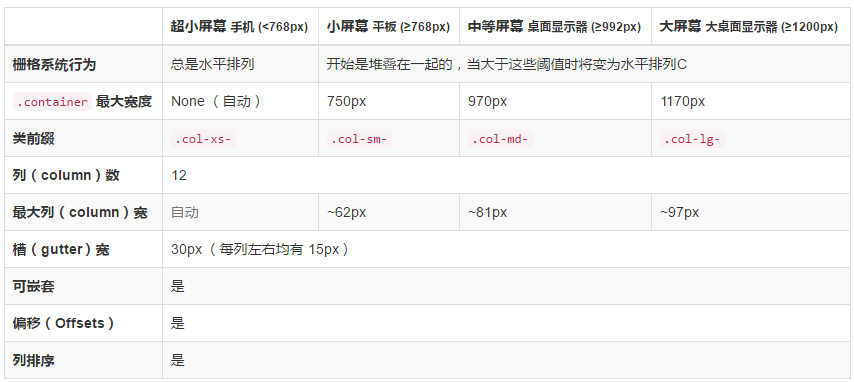 超小屏幕 手机 (<768px) 小屏幕 平板 (≥768px) 中等屏幕 桌面显示器 (≥992px) 大屏幕 大桌面显示器 (≥1200px)
栅格系统行为 总是水平排列 开始是堆叠在一起的，当大于这些阈值时将变为水平排列C
.container 最大宽度 None （自动） 750px 970px 1170px
类前缀 .col-xs- .col-sm- .col-md- .col-lg-
列（column）数 12
最大列（column）宽 自动 ~62px ~81px ~97px
槽（gutter）宽 30px （每列左右均有 15px）
可嵌套 是
偏移（Offsets） 是
列排序 是